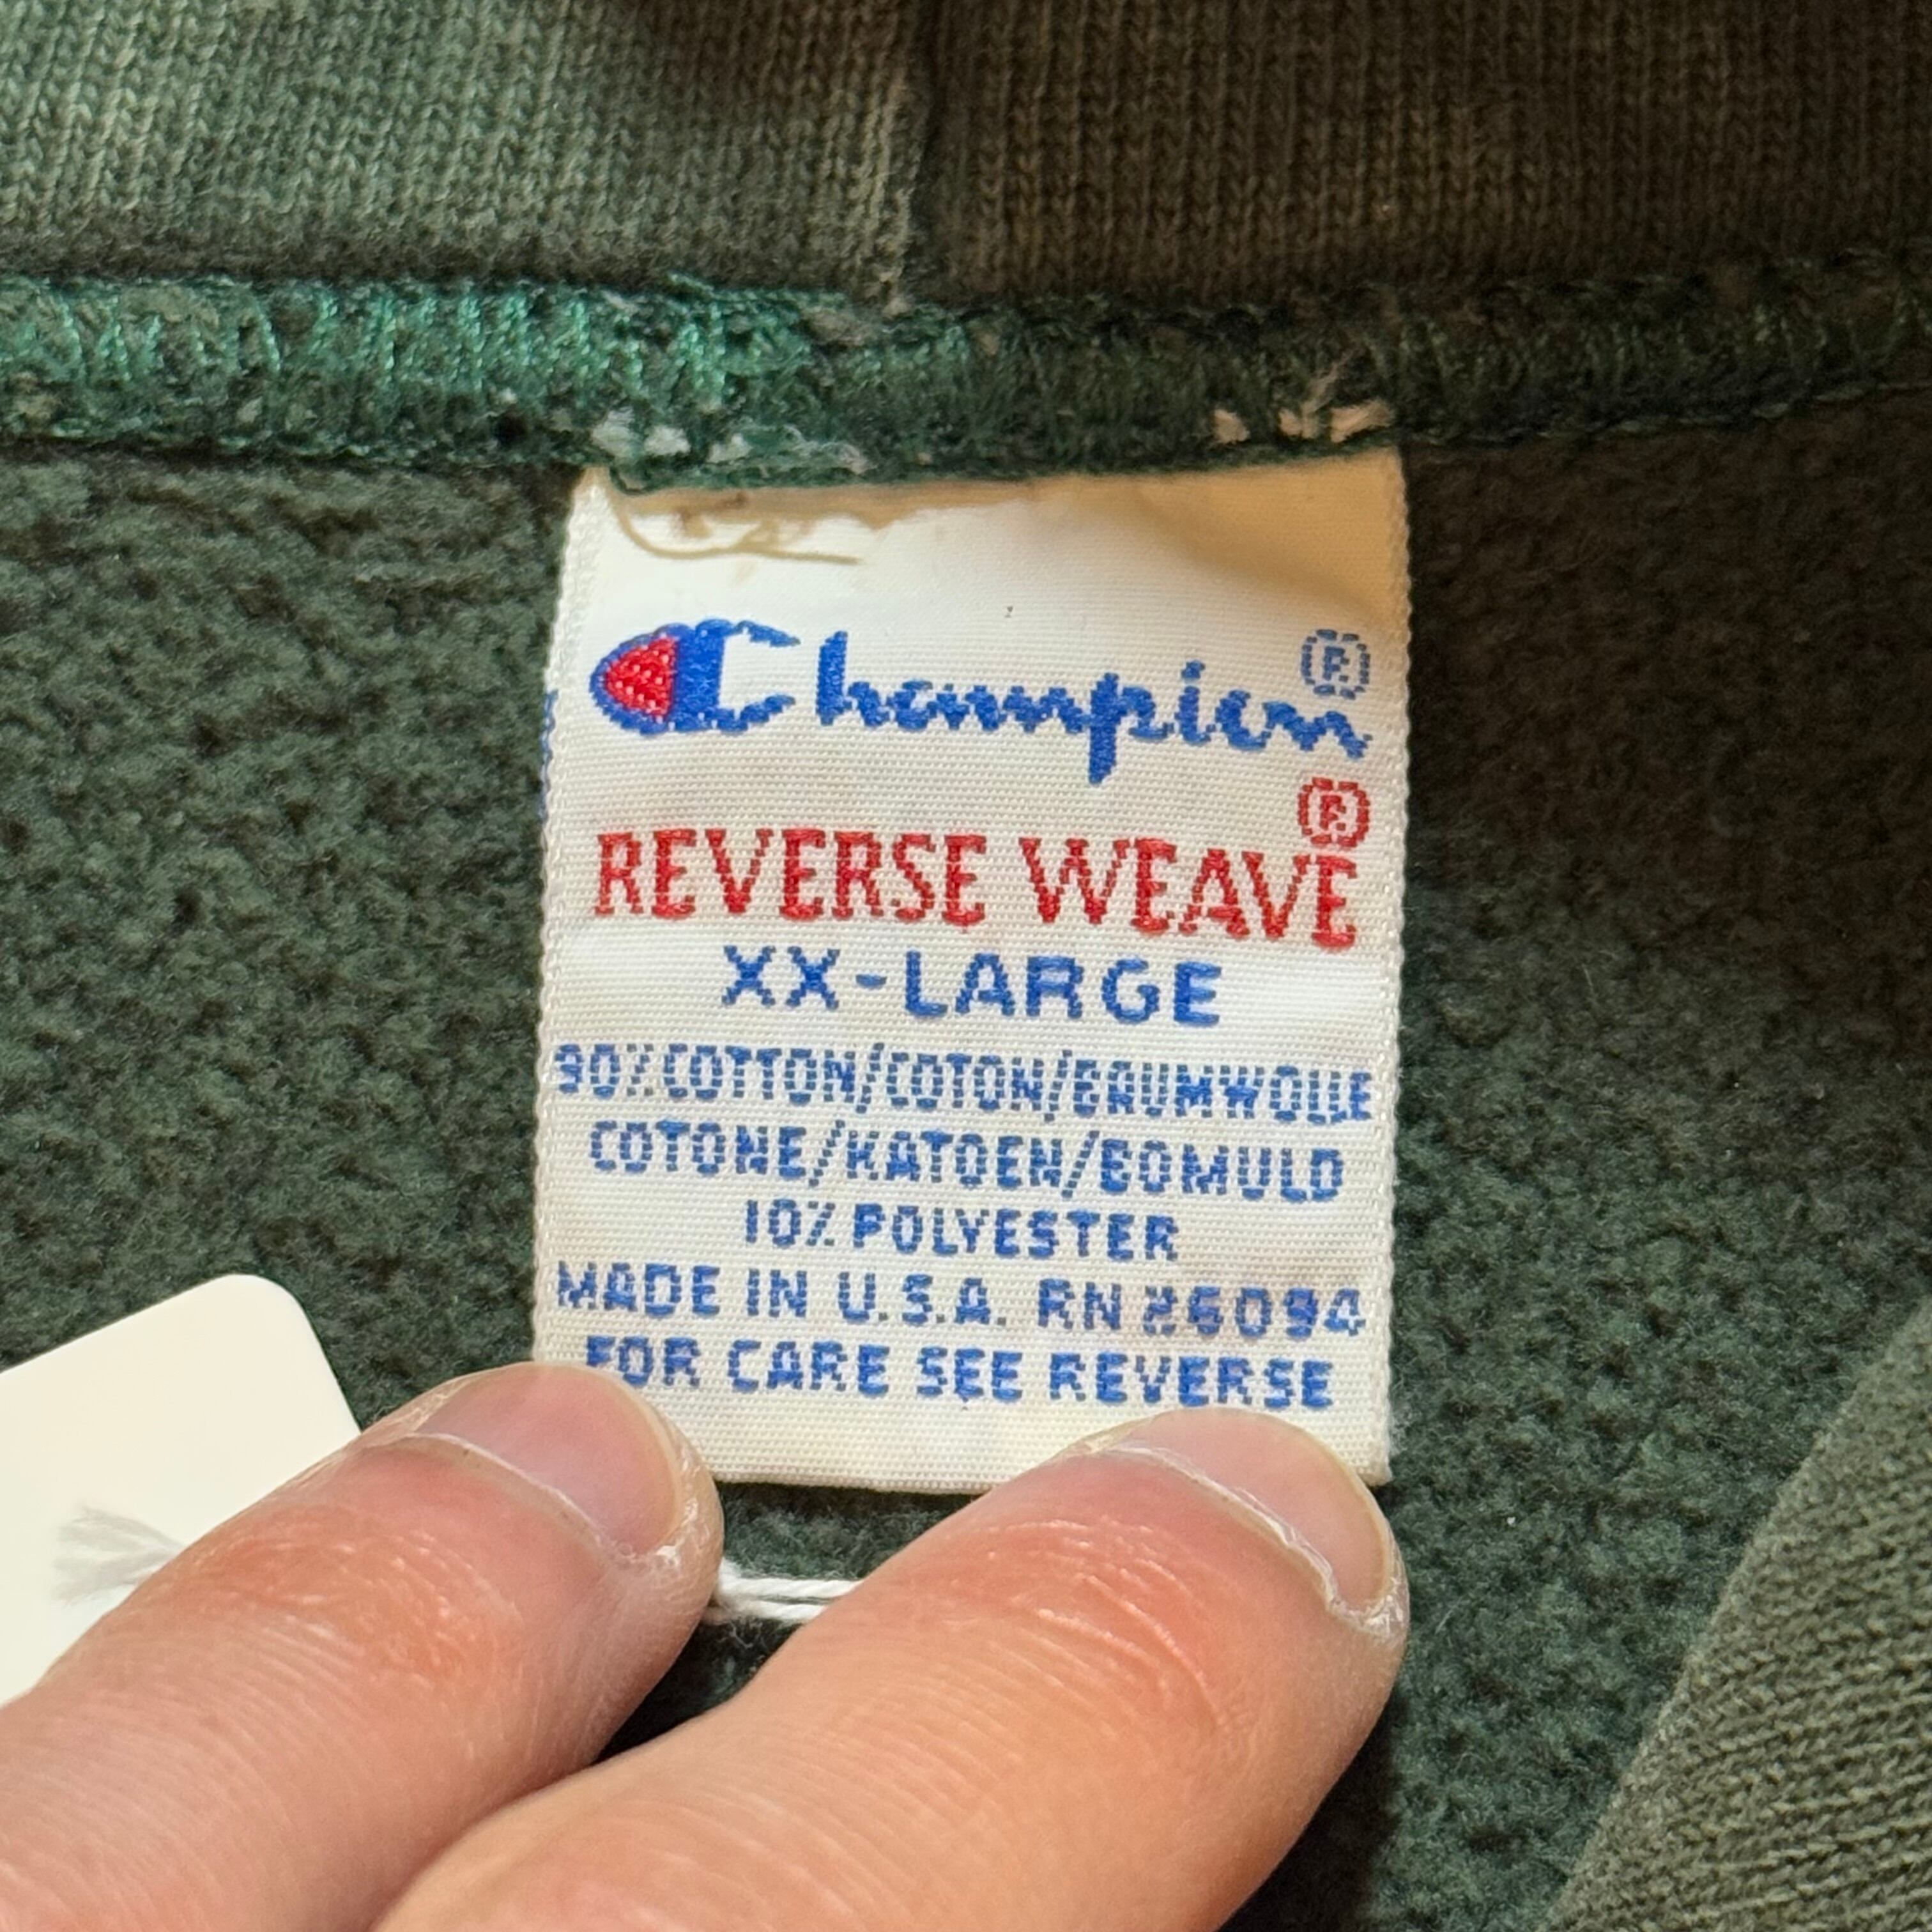 Champion®
REVERSE WEAVE®
XX-LARGE
90% COTTON/COTON/BAUMWOLLE
COTONE/KATOEN/BOMULD
10% POLYESTER
MADE IN U.S.A. RN 26094
FOR CARE SEE REVERSE